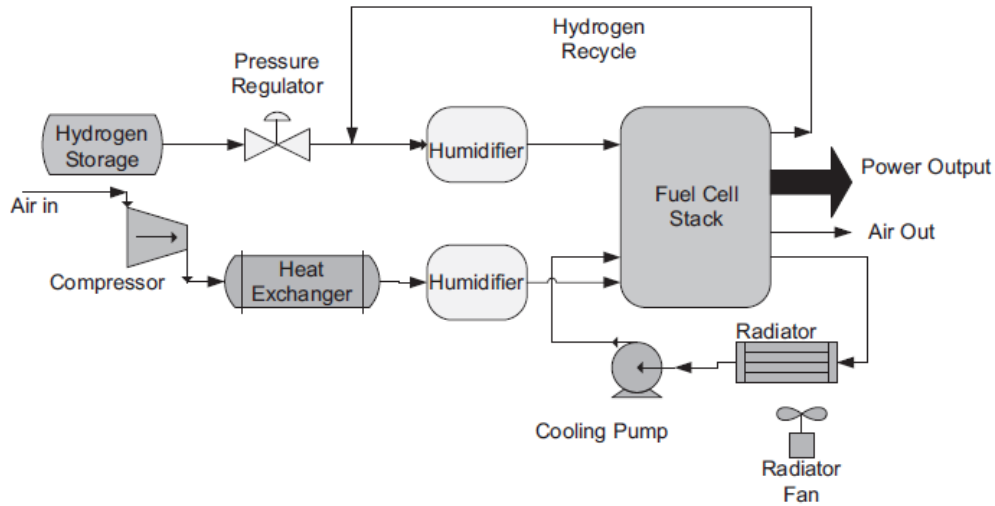 Hydrogen
Recycle
Pressure
Regulator
Hydrogen
Storage
Humidifier
Fuel Cell
Stack
Power Output
Air in
Air Out
Compressor
Heat
Exchanger
Humidifier
Radiator
Cooling Pump
Radiator
Fan